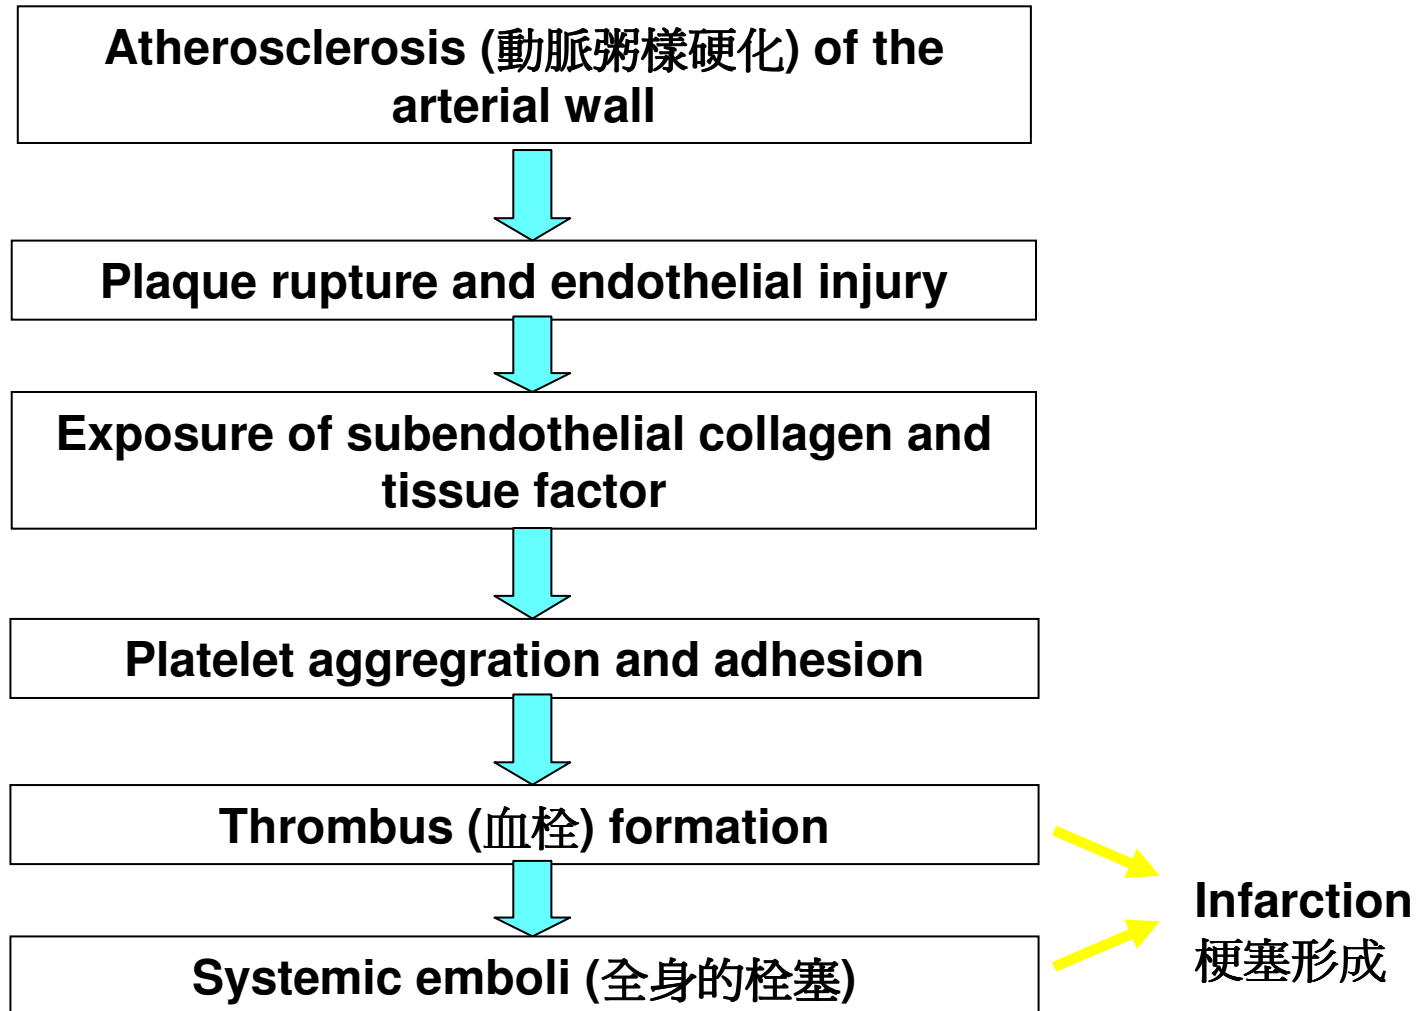 Atherosclerosis (動脈粥樣硬化) of the
arterial wall
Plaque rupture and endothelial injury
Exposure of subendothelial collagen and
tissue factor
Platelet aggregration and adhesion
Thrombus (血栓) formation
Systemic emboli (全身的栓塞)
Infarction
梗塞形成